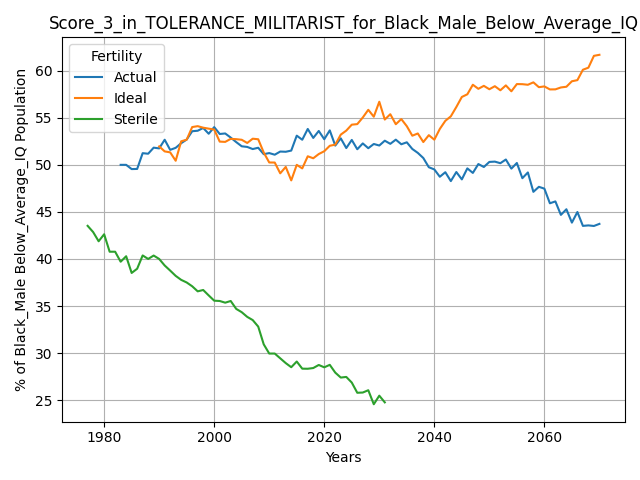 Score_3_in_TOLERANCE_MILITARIST_for_Black_Male_Below_Average_IQ
Fertility
Actual
Ideal
Sterile
% of Black_Male Below_Average_IQ Population
60
55
50
45
40
35
30
25
1980
2000
2020
2040
2060
Years